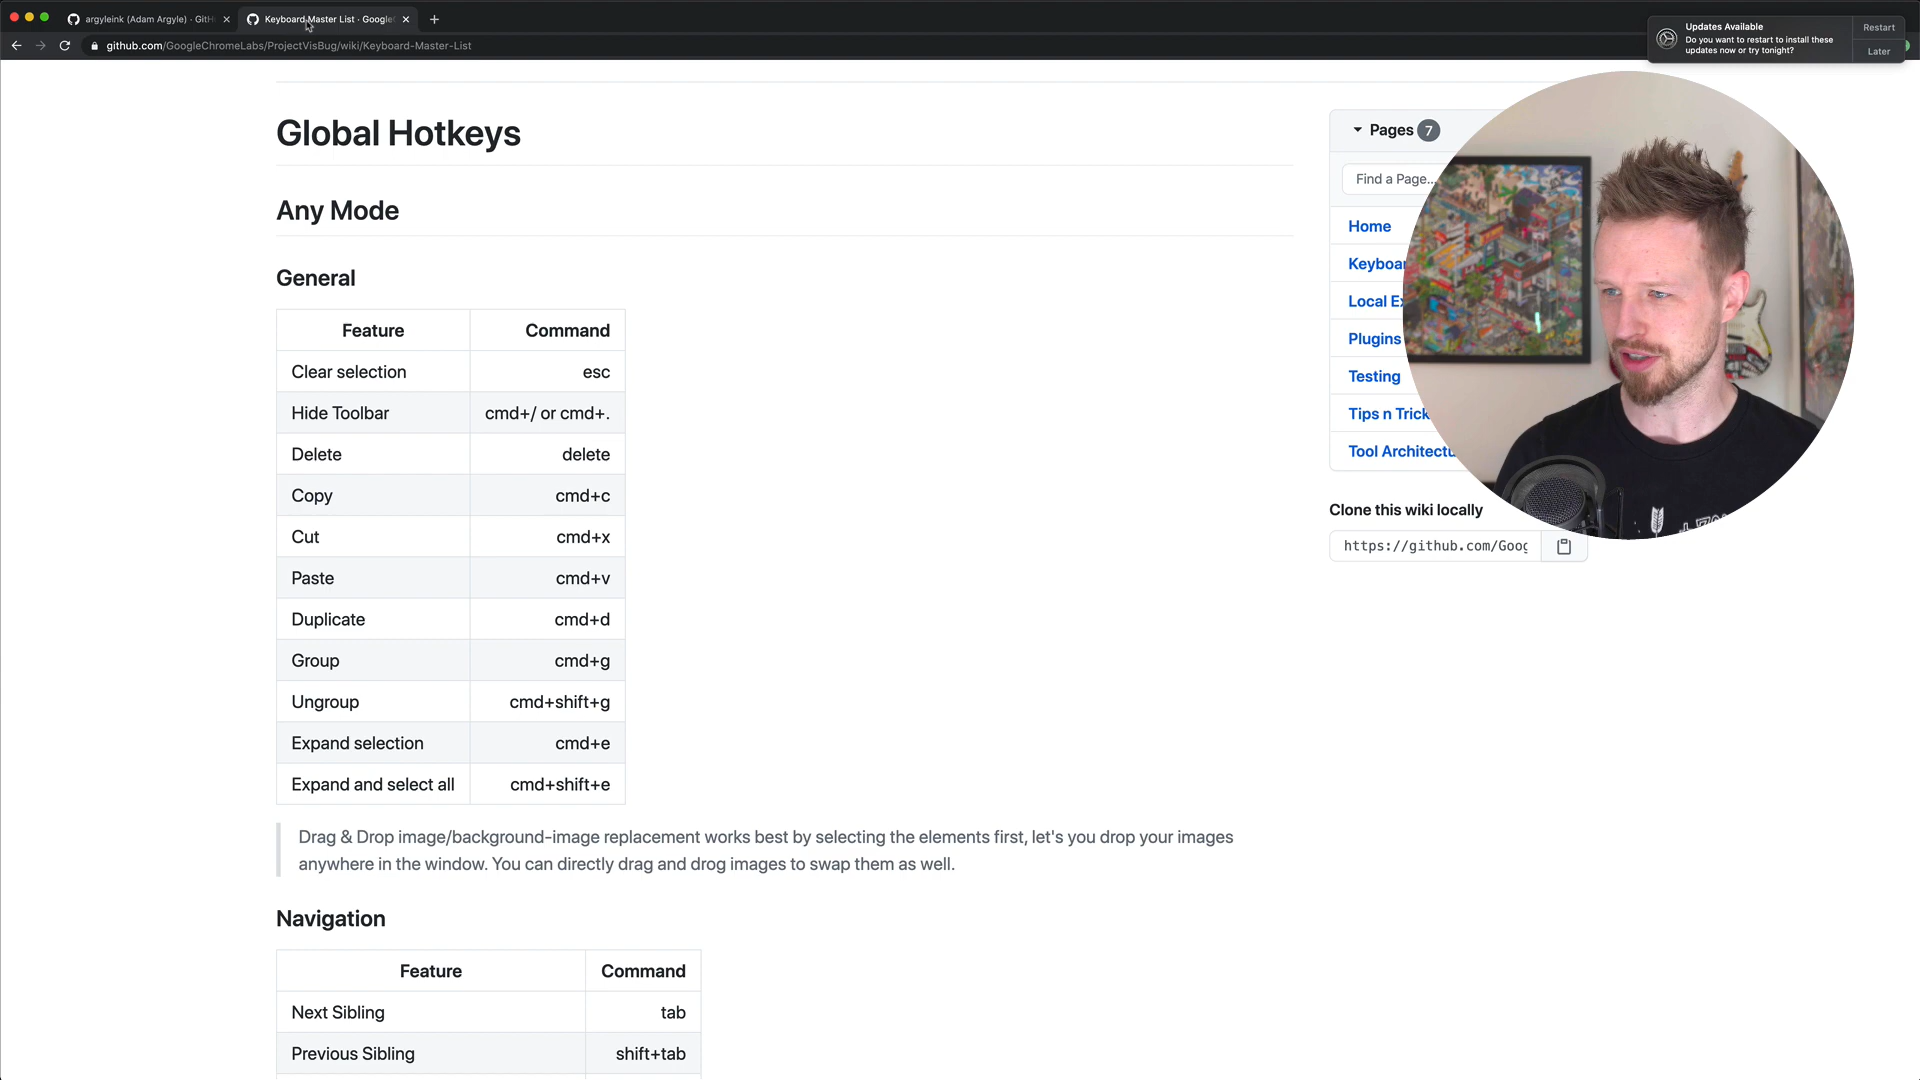 argyleink (Adam Argyle) · GitH
Keyboard Master List · Google
github.com/GoogleChromeLabs/ProjectVisBug/wiki/Keyboard-Master-List
Updates Available
Do you want to restart to install these
updates now or try tonight?
Restart
Later
Global Hotkeys
Any Mode
General
Feature Command
Clear selection esc
Hide Toolbar cmd+/ or cmd+.
Delete delete
Copy cmd+c
Cut cmd+x
Paste cmd+v
Duplicate cmd+d
Group cmd+g
Ungroup cmd+shift+g
Expand selection cmd+e
Expand and select all cmd+shift+e
Drag & Drop image/background-image replacement works best by selecting the elements first, let's you drop your images
anywhere in the window. You can directly drag and drog images to swap them as well.
Navigation
Feature Command
Next Sibling tab
Previous Sibling shift+tab
Pages 7
Find a Page...
Home
Keyboar
Local Ex
Plugins
Testing
Tips n Trick
Tool Architectu
Clone this wiki locally
https://github.com/Goog